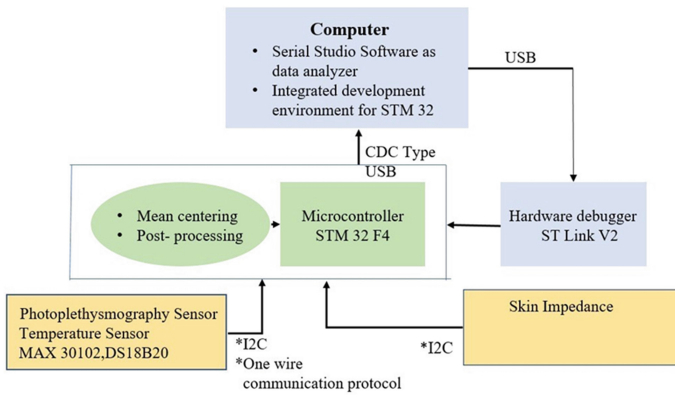 Computer
• Serial Studio Software as
data analyzer
• Integrated development
environment for STM 32
USB
CDC Type
USB
• Mean centering
• Post- processing
Microcontroller
STM 32 F4
Hardware debugger
ST Link V2
Photoplethysmography Sensor
Temperature Sensor
MAX 30102,DS18B20
*I2C
*One wire
communication protocol
*I2C
Skin Impedance